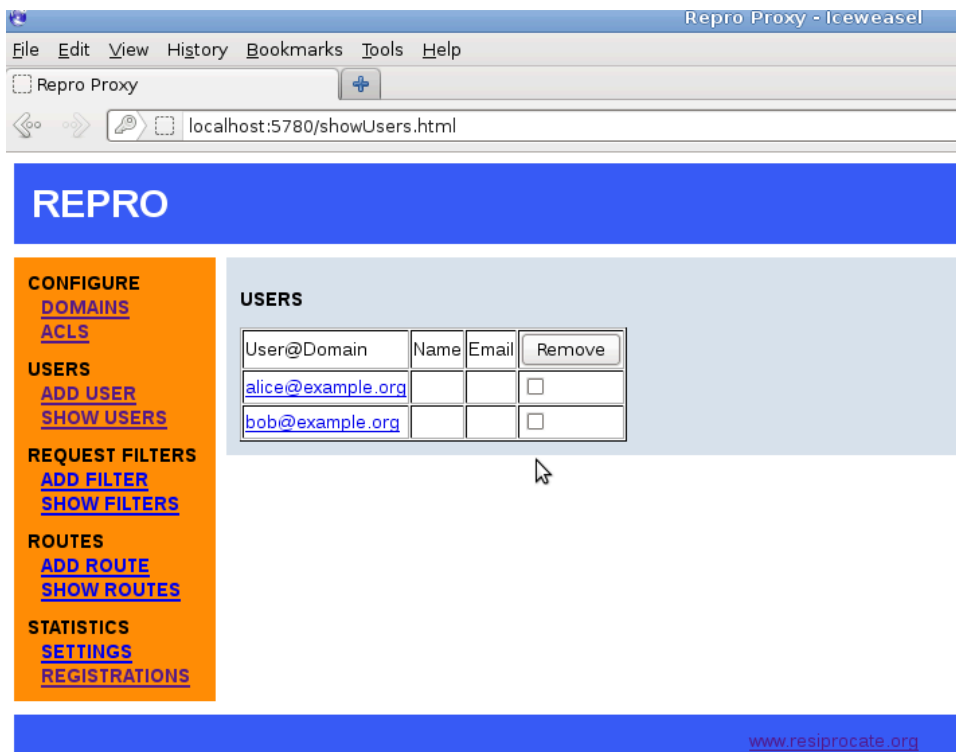 Repro Proxy - Iceweasel
File Edit View History Bookmarks Tools Help
Repro Proxy
localhost:5780/showUsers.html
REPRO
CONFIGURE
DOMAINS
ACLS
USERS
ADD USER
SHOW USERS
REQUEST FILTERS
ADD FILTER
SHOW FILTERS
ROUTES
ADD ROUTE
SHOW ROUTES
STATISTICS
SETTINGS
REGISTRATIONS
USERS
User@Domain Name Email Remove
alice@example.org
bob@example.org
www.resiprocate.org